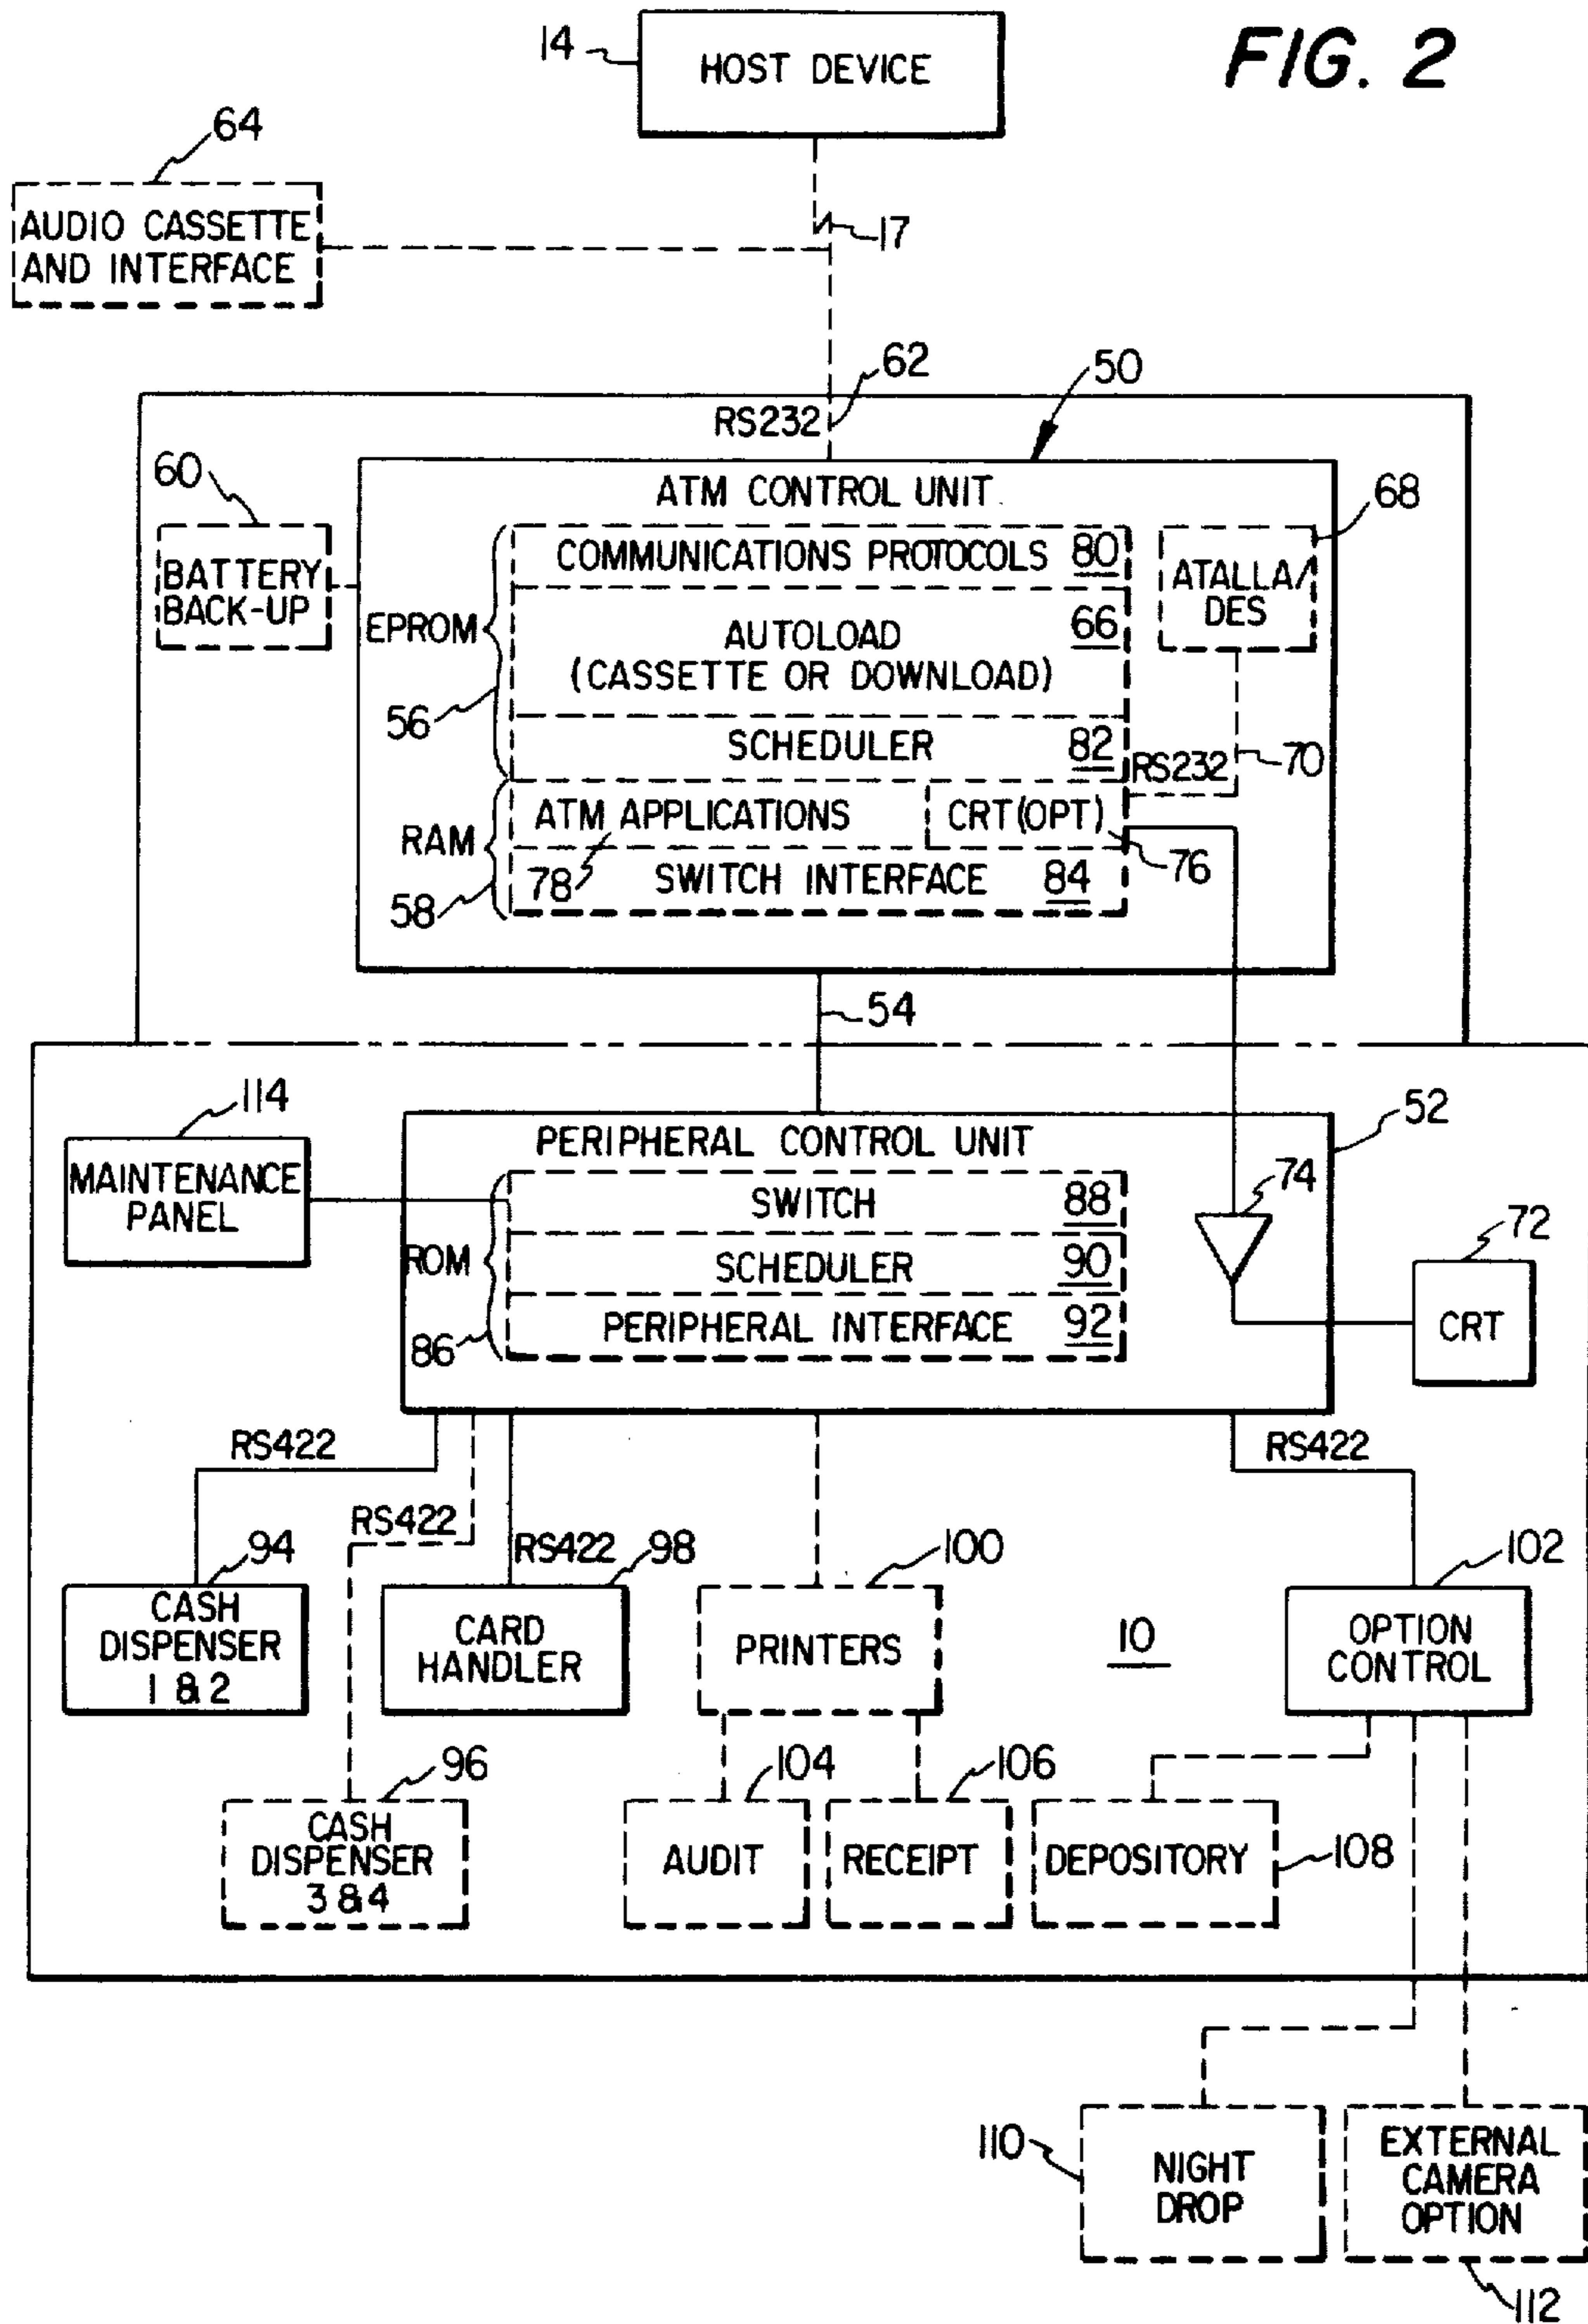 FIG. 2
14
HOST DEVICE
64
AUDIO CASSETTE
AND INTERFACE
17
62
50
RS232
60
ATM CONTROL UNIT
68
BATTERY
BACK-UP
COMMUNICATIONS PROTOCOLS 80
ATALLA/
DES
EPROM
AUTOLOAD 66
(CASSETTE OR DOWNLOAD)
56
SCHEDULER 82
RS232
70
RAM
ATM APPLICATIONS
CRT (OPT)
78
SWITCH INTERFACE 84
76
58
54
114
MAINTENANCE
PANEL
PERIPHERAL CONTROL UNIT
52
SWITCH 88
74
ROM
SCHEDULER 90
72
86
PERIPHERAL INTERFACE 92
CRT
RS422
RS422
RS422
RS422
94
98
100
102
CASH
DISPENSER
1 & 2
CARD
HANDLER
PRINTERS
10
OPTION
CONTROL
96
104
106
CASH
DISPENSER
3 & 4
AUDIT
RECEIPT
DEPOSITORY
108
110
NIGHT
DROP
EXTERNAL
CAMERA
OPTION
112